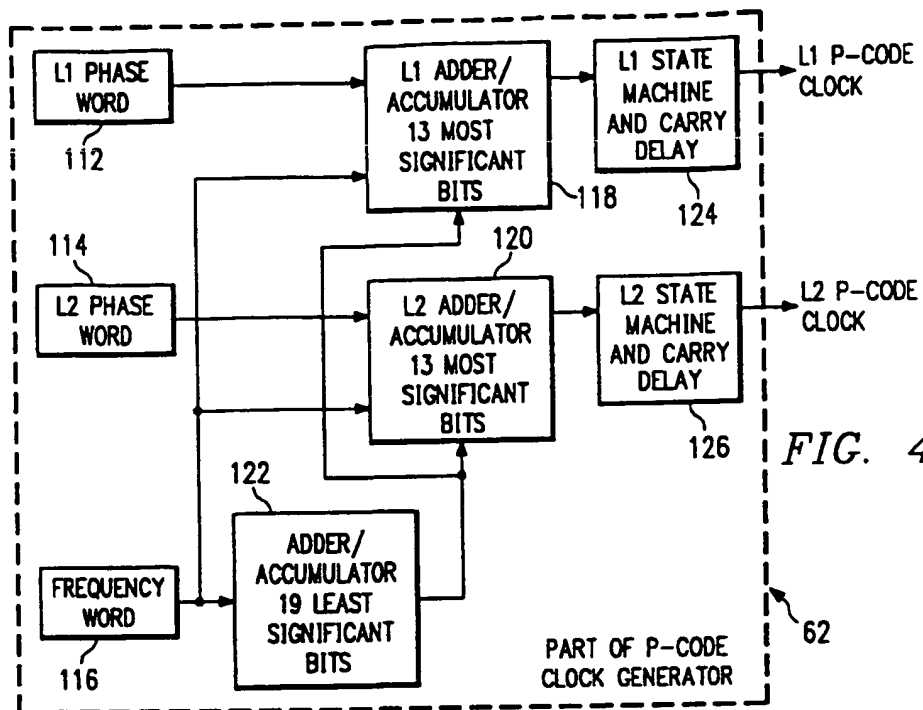 L1 PHASE
WORD
112
L1 ADDER/
ACCUMULATOR
13 MOST
SIGNIFICANT
BITS
118
L1 STATE
MACHINE
AND CARRY
DELAY
124
L1 P-CODE
CLOCK
114
L2 PHASE
WORD
120
L2 ADDER/
ACCUMULATOR
13 MOST
SIGNIFICANT
BITS
L2 STATE
MACHINE
AND CARRY
DELAY
126
L2 P-CODE
CLOCK
FIG. 4
122
ADDER/
ACCUMULATOR
19 LEAST
SIGNIFICANT
BITS
FREQUENCY
WORD
116
PART OF P-CODE
CLOCK GENERATOR
62